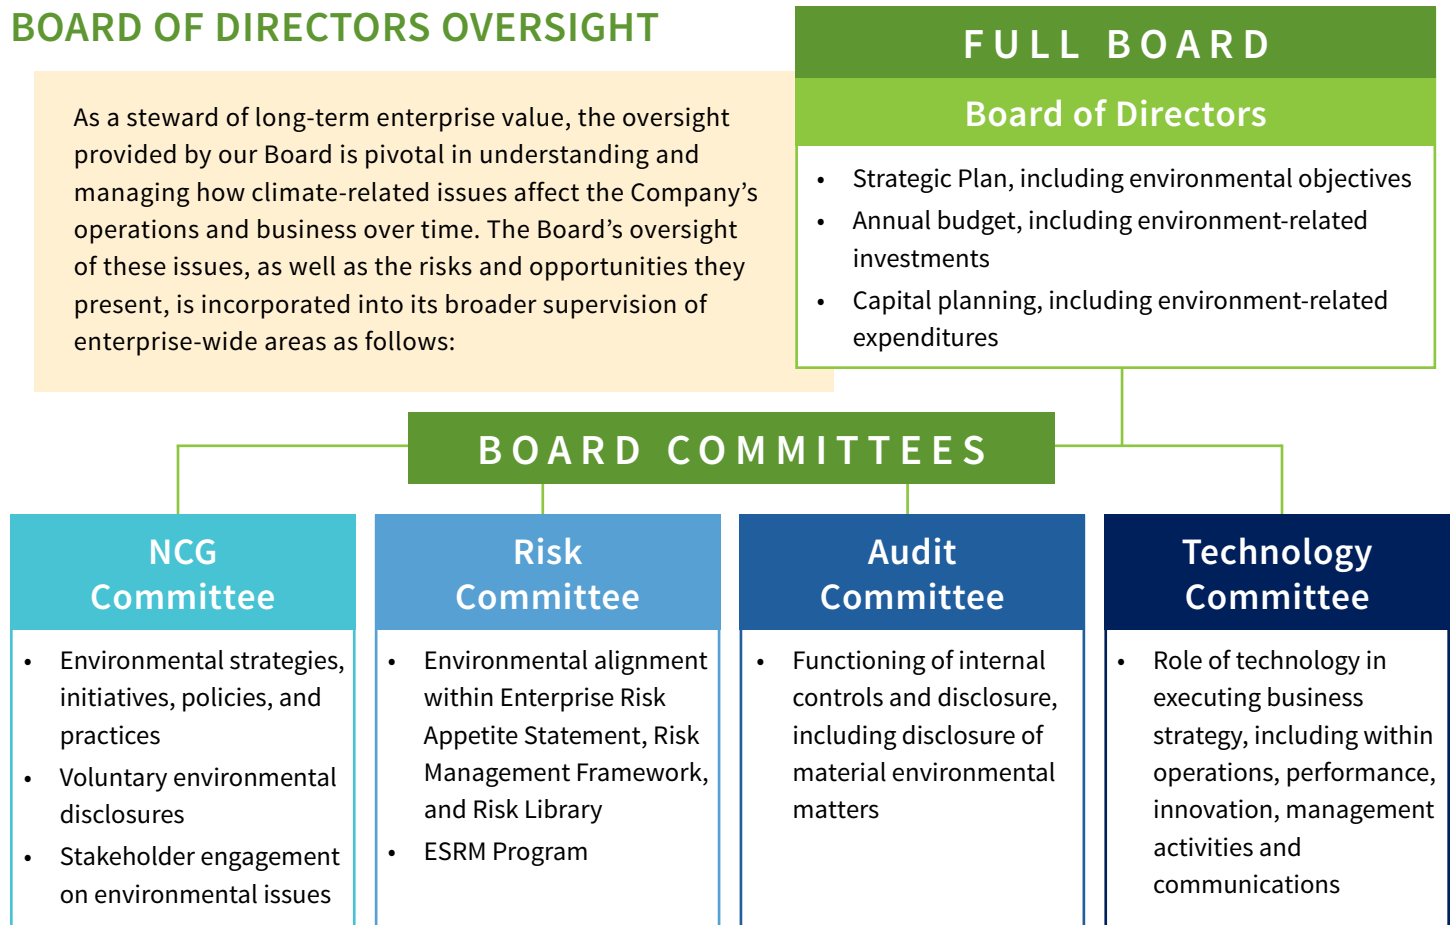 BOARD OF DIRECTORS OVERSIGHT
As a steward of long-term enterprise value, the oversight
provided by our Board is pivotal in understanding and
managing how climate-related issues affect the Company’s
operations and business over time. The Board’s oversight
of these issues, as well as the risks and opportunities they
present, is incorporated into its broader supervision of
enterprise-wide areas as follows:
FULL BOARD
Board of Directors
• Strategic Plan, including environmental objectives
• Annual budget, including environment-related
investments
• Capital planning, including environment-related
expenditures
BOARD COMMITTEES
NCG
Committee
• Environmental strategies,
initiatives, policies, and
practices
• Voluntary environmental
disclosures
• Stakeholder engagement
on environmental issues
Risk
Committee
• Environmental alignment
within Enterprise Risk
Appetite Statement, Risk
Management Framework,
and Risk Library
• ESRM Program
Audit
Committee
• Functioning of internal
controls and disclosure,
including disclosure of
material environmental
matters
Technology
Committee
• Role of technology in
executing business
strategy, including within
operations, performance,
innovation, management
activities and
communications